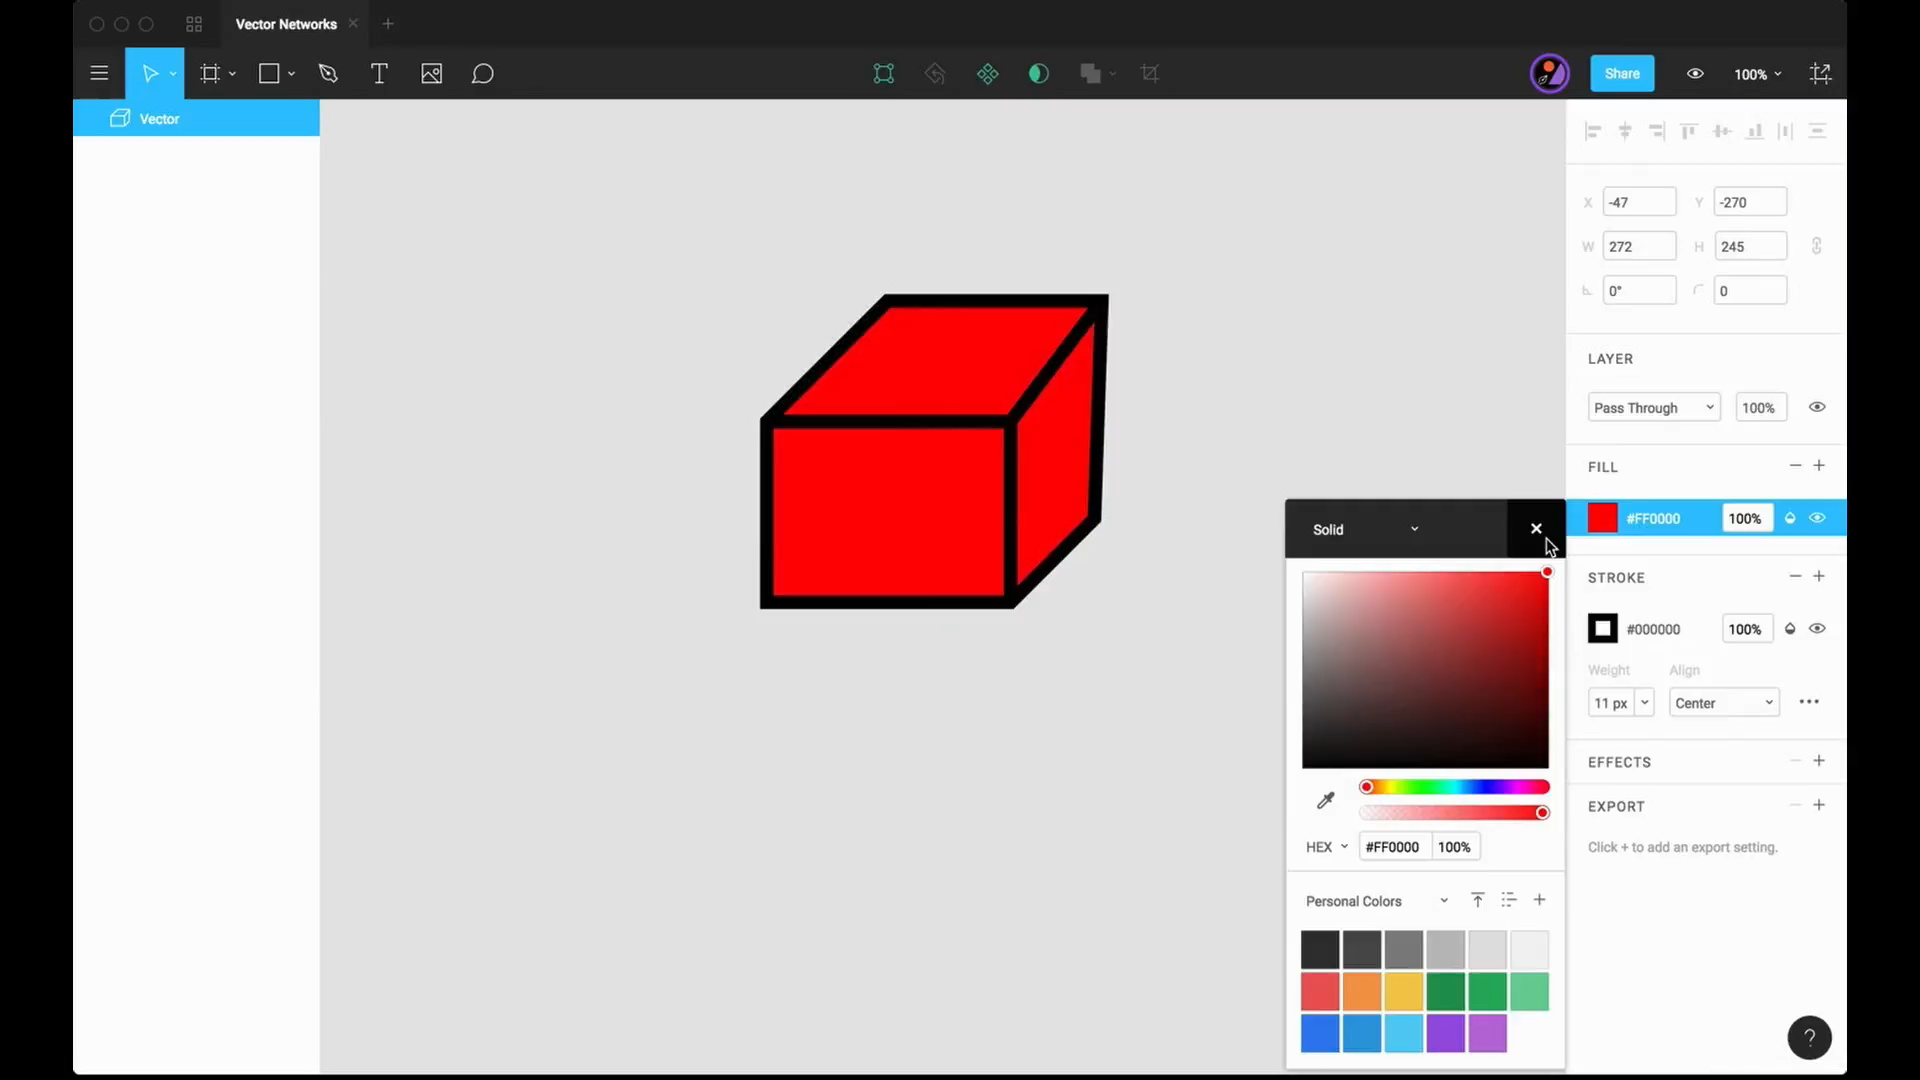 Vector Networks
T
Share
100%
Vector
X -47 Y -270
W 272 H 245
0° 0
LAYER
Pass Through 100%
FILL
Solid
#FF0000 100%
STROKE
#000000 100%
Weight Align
11 px Center
EFFECTS
EXPORT
HEX #FF0000 100%
Click + to add an export setting.
Personal Colors
?